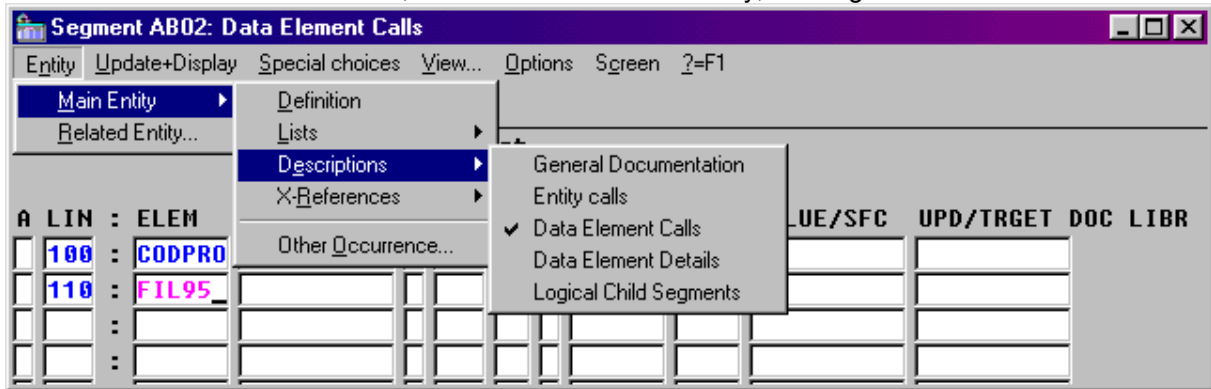 Segment AB02: Data Element Calls
Entity Update+Display Special choices View... Options Screen ?=F1
Main Entity Definition
Related Entity... Lists
Descriptions General Documentation
X-References Entity calls
A LIN : ELEM Data Element Calls LUE/SFC UPD/TRGET DOC LIBR
100 : CODPRO Other Occurrence... Data Element Details
110 : FIL95_ Logical Child Segments
:
: